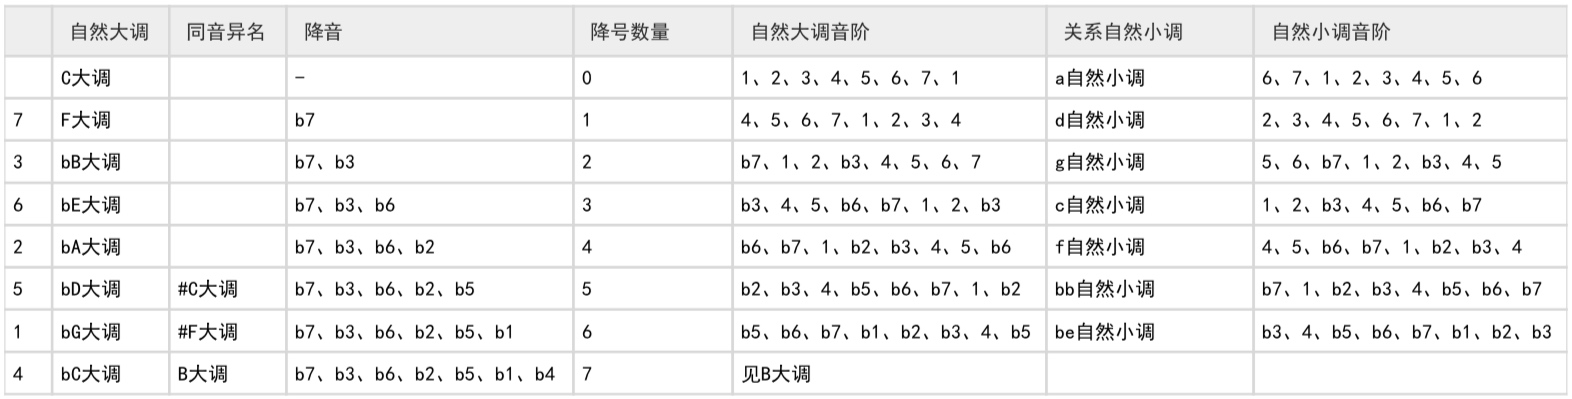 自然大调 同音异名 降音 降号数量 自然大调音阶 关系自然小调 自然小调音阶
C大调 - 0 1、2、3、4、5、6、7、1 a自然小调 6、7、1、2、3、4、5、6
7 F大调 b7 1 4、5、6、7、1、2、3、4 d自然小调 2、3、4、5、6、7、1、2
3 bB大调 b7、b3 2 b7、1、2、b3、4、5、6、7 g自然小调 5、6、b7、1、2、b3、4、5
6 bE大调 b7、b3、b6 3 b3、4、5、b6、b7、1、2、b3 c自然小调 1、2、b3、4、5、b6、b7
2 bA大调 b7、b3、b6、b2 4 b6、b7、1、b2、b3、4、5、b6 f自然小调 4、5、b6、b7、1、b2、b3、4
5 bD大调 #C大调 b7、b3、b6、b2、b5 5 b2、b3、4、b5、b6、b7、1、b2 bb自然小调 b7、1、b2、b3、4、b5、b6、b7
1 bG大调 #F大调 b7、b3、b6、b2、b5、b1 6 b5、b6、b7、b1、b2、b3、4、b5 be自然小调 b3、4、b5、b6、b7、b1、b2、b3
4 bC大调 B大调 b7、b3、b6、b2、b5、b1、b4 7 见B大调